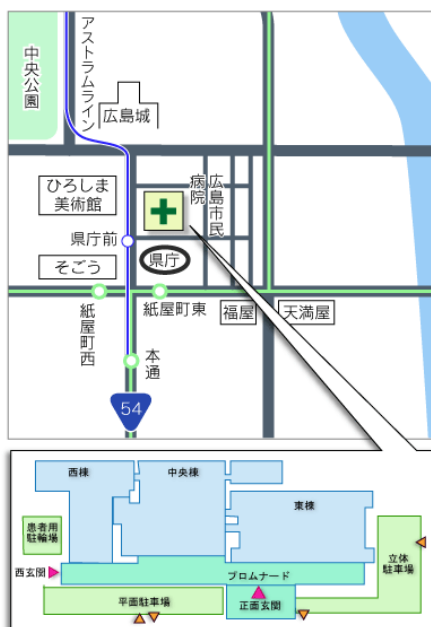 中央公園
アストラムライン
広島城
ひろしま
美術館
広島市民
病院
県庁前
県庁
そごう
紙屋町西
紙屋町東
福屋
天満屋
本通
54
西棟
中央棟
東棟
患者用
駐輪場
立体
駐車場
西玄関
プロムナード
平面駐車場
正面玄関